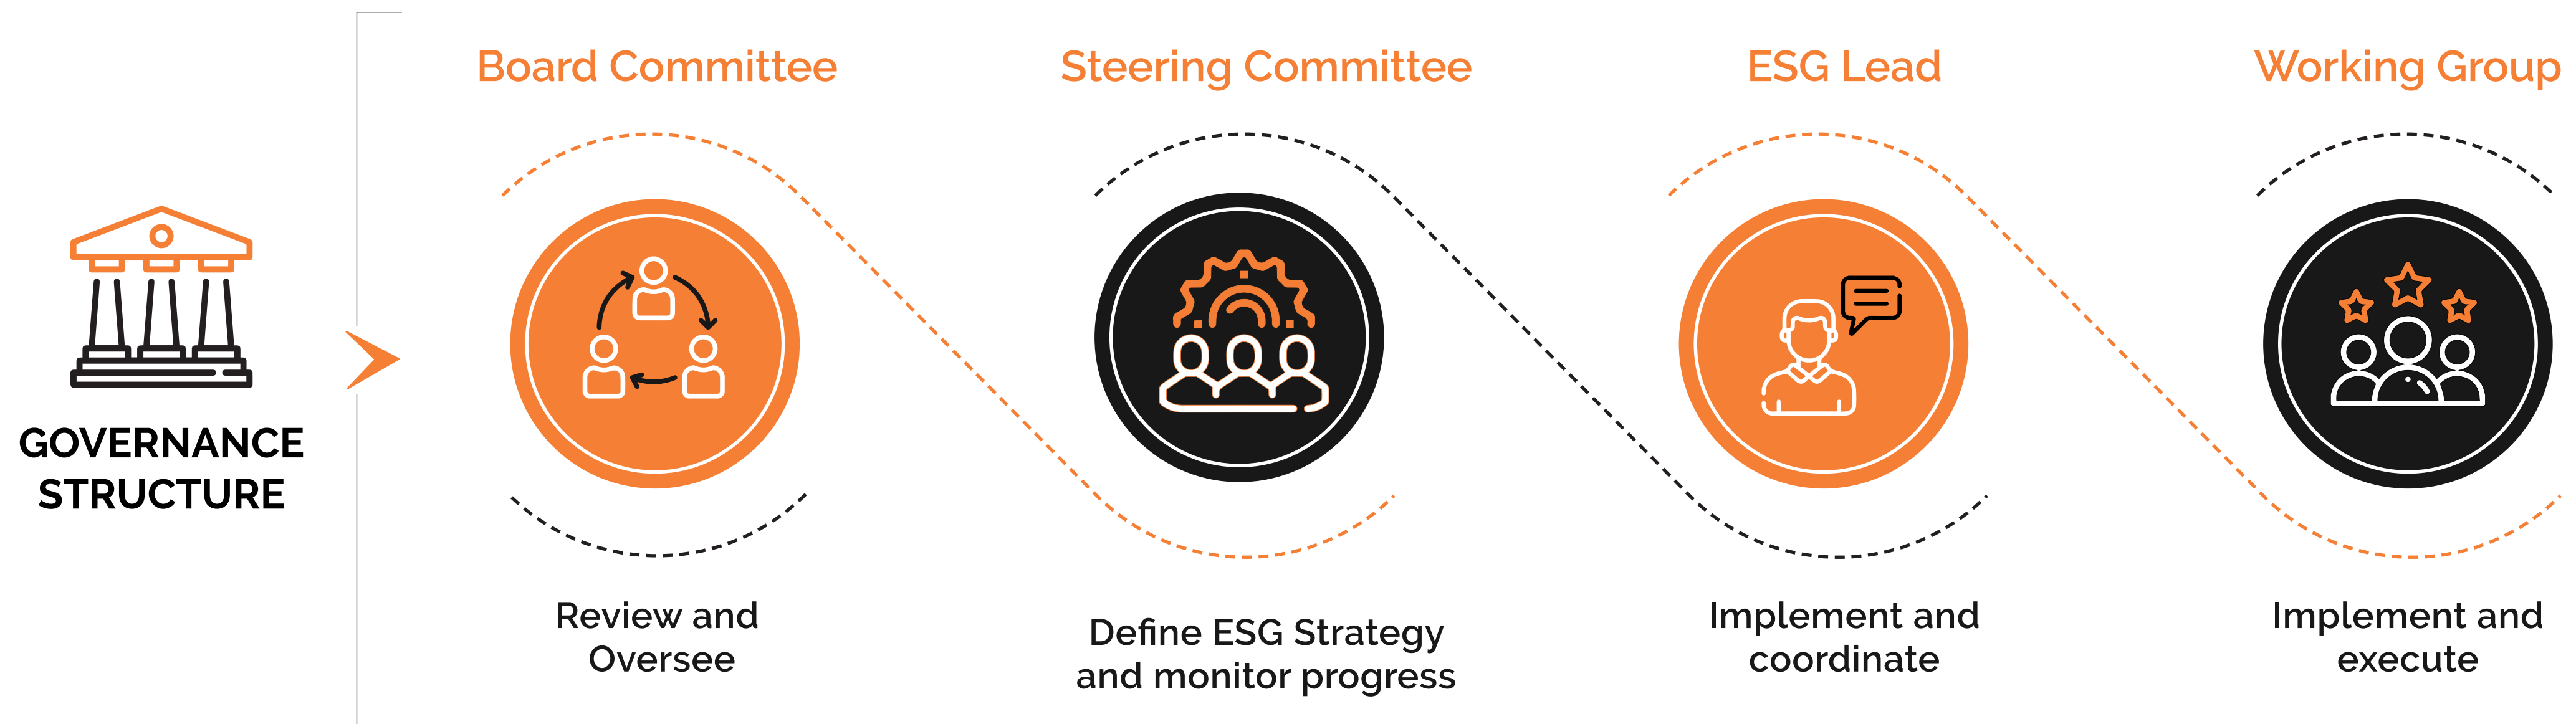 GOVERNANCE
STRUCTURE
Board Committee
Review and
Oversee
Steering Committee
Define ESG Strategy
and monitor progress
ESG Lead
Implement and
coordinate
Working Group
Implement and
execute